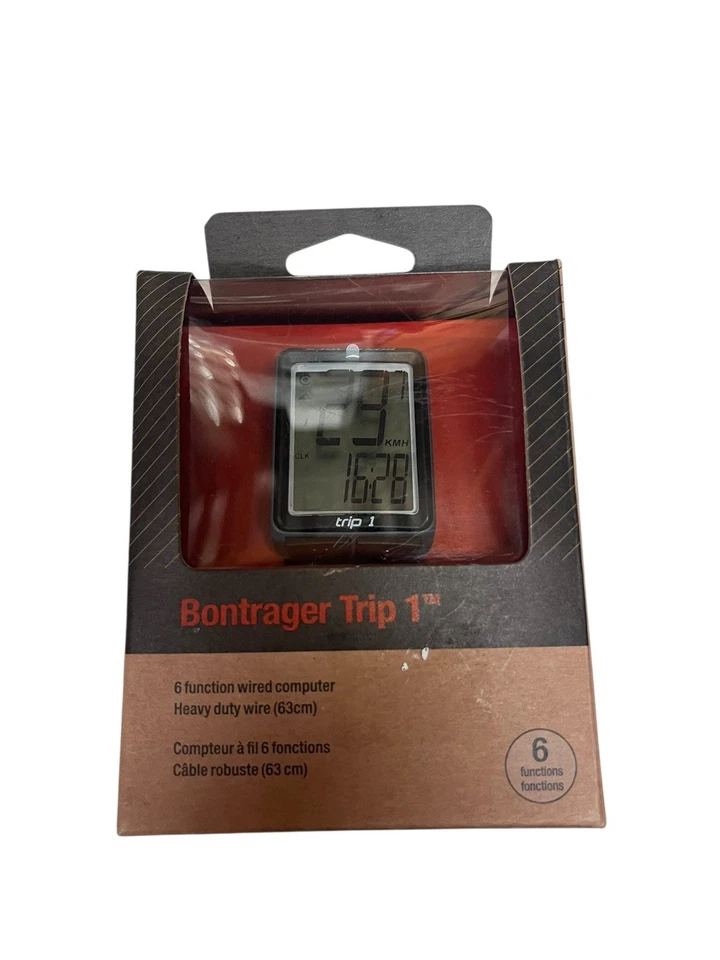 KMH
CLK
16:28
trip 1
Bontrager Trip 1™
6 function wired computer
Heavy duty wire (63cm)
Compteur à fil 6 fonctions
Câble robuste (63 cm)
6
functions
fonctions